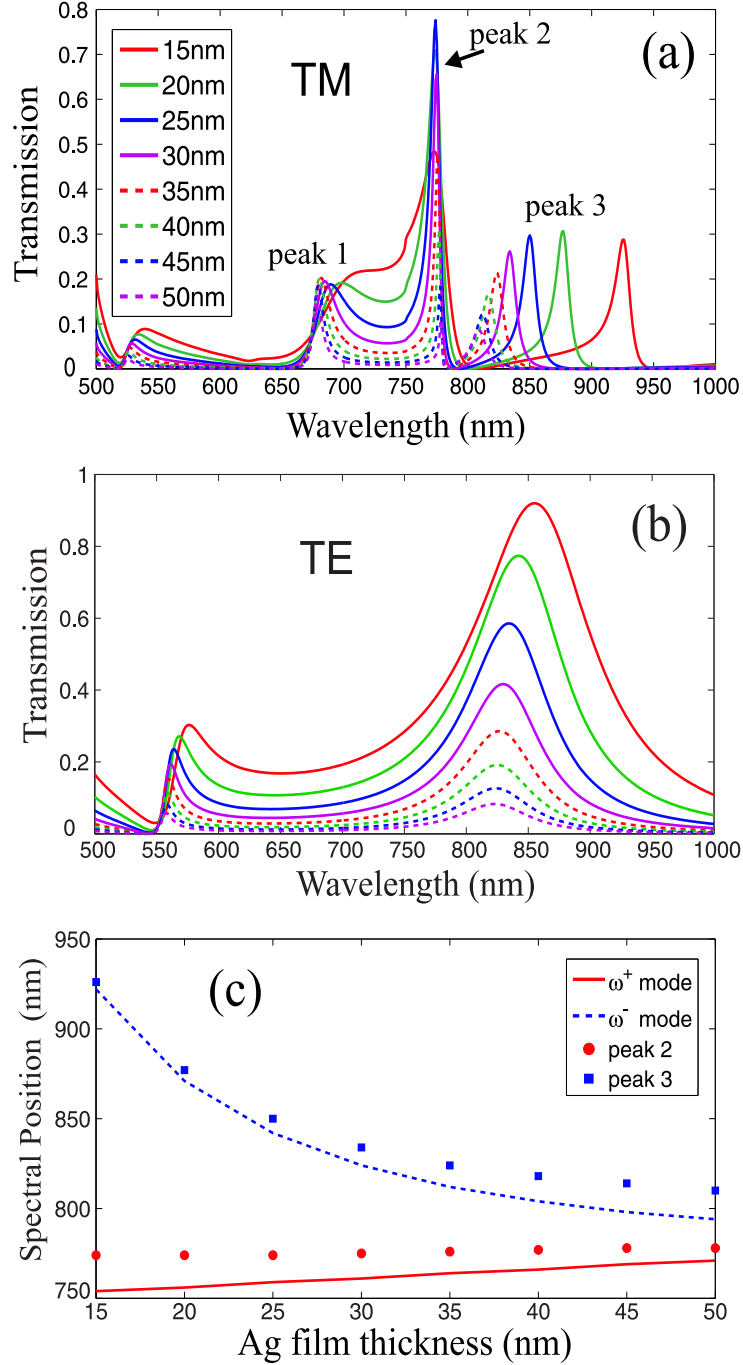 0.8
0.7
0.6
0.5
0.4
0.3
0.2
0.1
0
Transmission
15nm
20nm
25nm
30nm
35nm
40nm
45nm
50nm
TM
peak 2
(a)
peak 1
peak 3
500 550 600 650 700 750 800 850 900 950 1000
Wavelength (nm)
1
0.8
0.6
0.4
0.2
0
Transmission
TE
(b)
500 550 600 650 700 750 800 850 900 950 1000
Wavelength (nm)
950
900
850
800
750
Spectral Position (nm)
(c)
ω+ mode
ω- mode
peak 2
peak 3
15 20 25 30 35 40 45 50
Ag film thickness (nm)